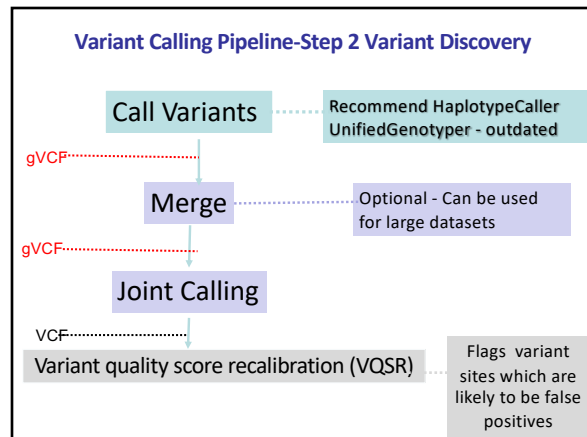 Variant Calling Pipeline-Step 2 Variant Discovery
Call Variants
Recommend HaplotypeCaller
UnifiedGenotyper - outdated
gVCF
Merge
Optional - Can be used
for large datasets
gVCF
Joint Calling
VCF
Variant quality score recalibration (VQSR)
Flags variant
sites which are
likely to be false
positives